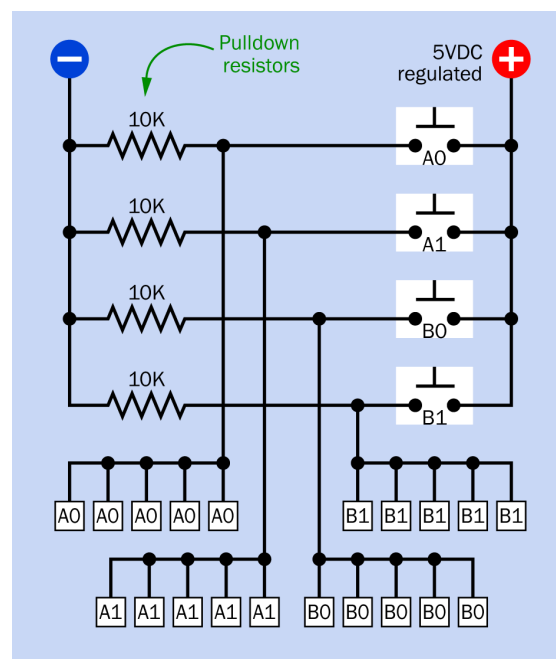 Pulldown
resistors
5VDC
regulated
10K
A0
10K
A1
10K
B0
10K
B1
A0 A0 A0 A0 A0
B1 B1 B1 B1 B1
A1 A1 A1 A1 A1
B0 B0 B0 B0 B0